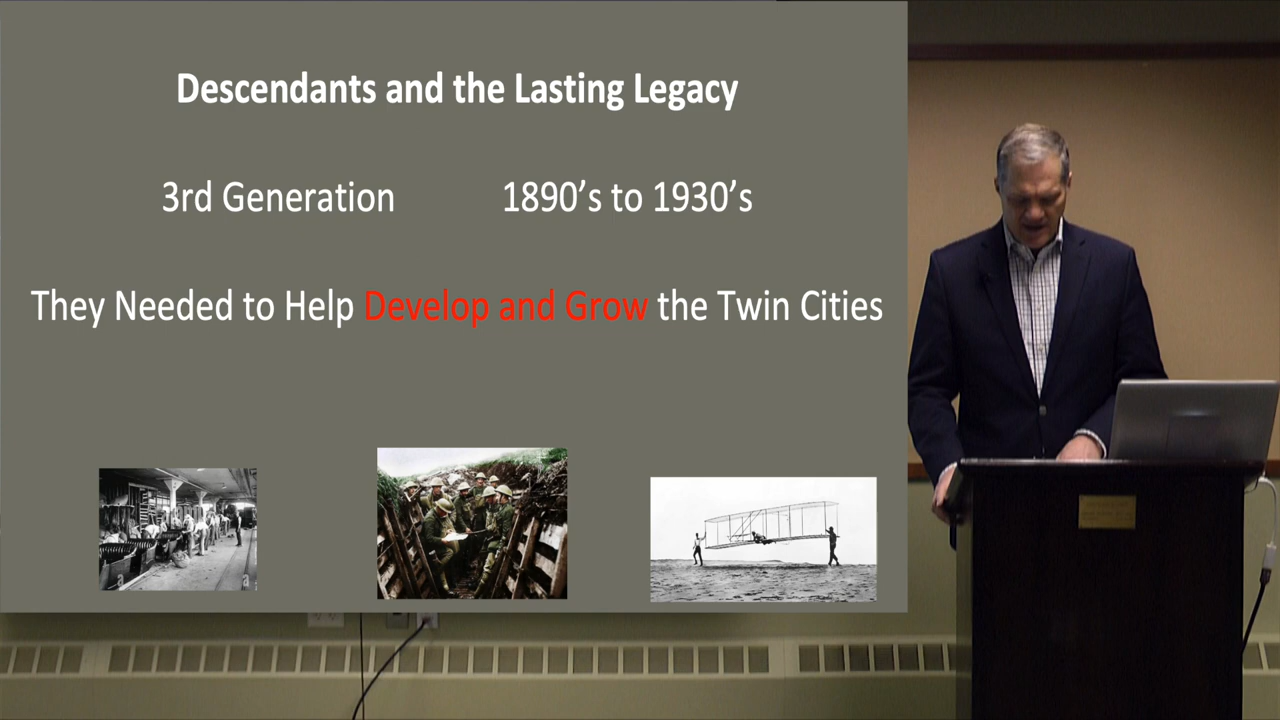 Descendants and the Lasting Legacy
3rd Generation 1890’s to 1930’s
They Needed to Help Develop and Grow the Twin Cities
a a